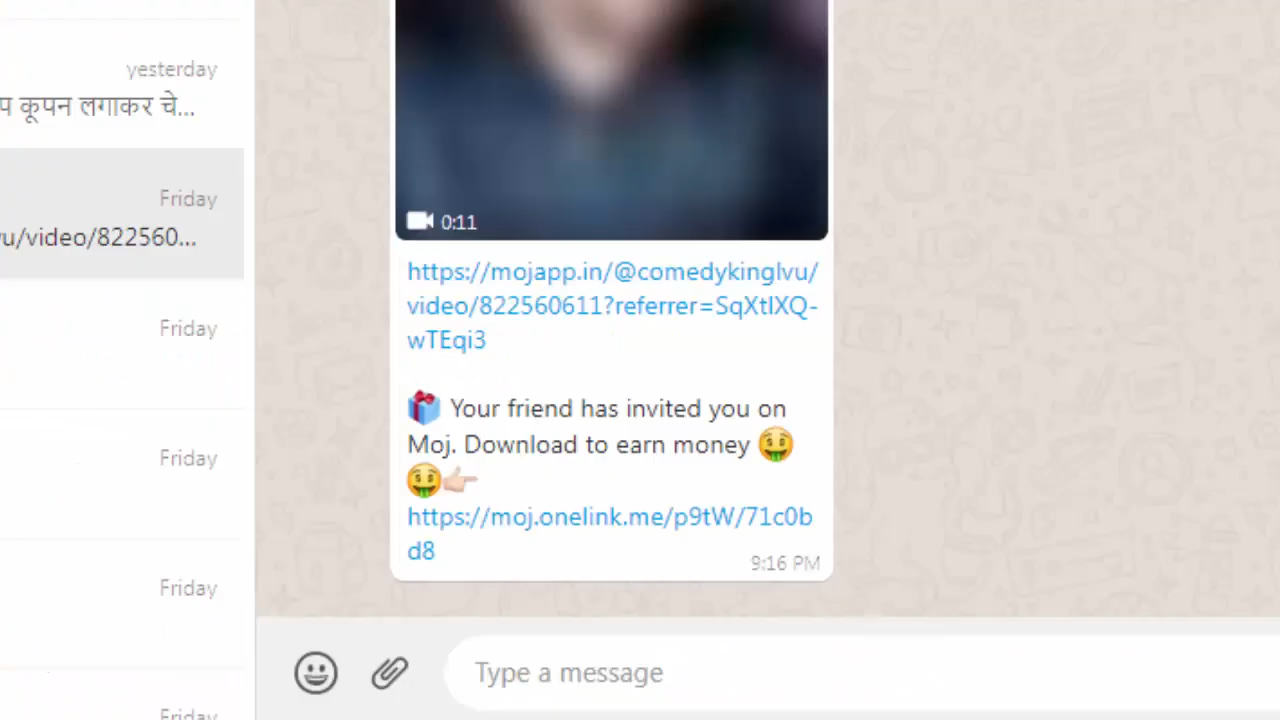 yesterday
प कूपन लगाकर चे...
Friday
/video/822560...
Friday
Friday
Friday
Friday
0:11
https://mojapp.in/@comedykinglvu/
video/822560611?referrer=SqXtIXQ-
wTEqi3
🎁 Your friend has invited you on
Moj. Download to earn money 🤑
🤑👉🏻
https://moj.onelink.me/p9tW/71c0b
d8
9:16 PM
Type a message